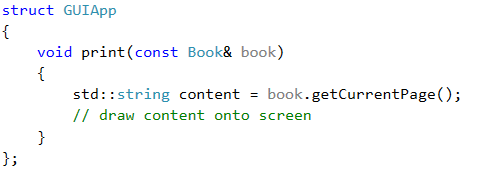 struct GUIApp
{
    void print(const Book& book)
    {
        std::string content = book.getCurrentPage();
        // draw content onto screen
    }
};